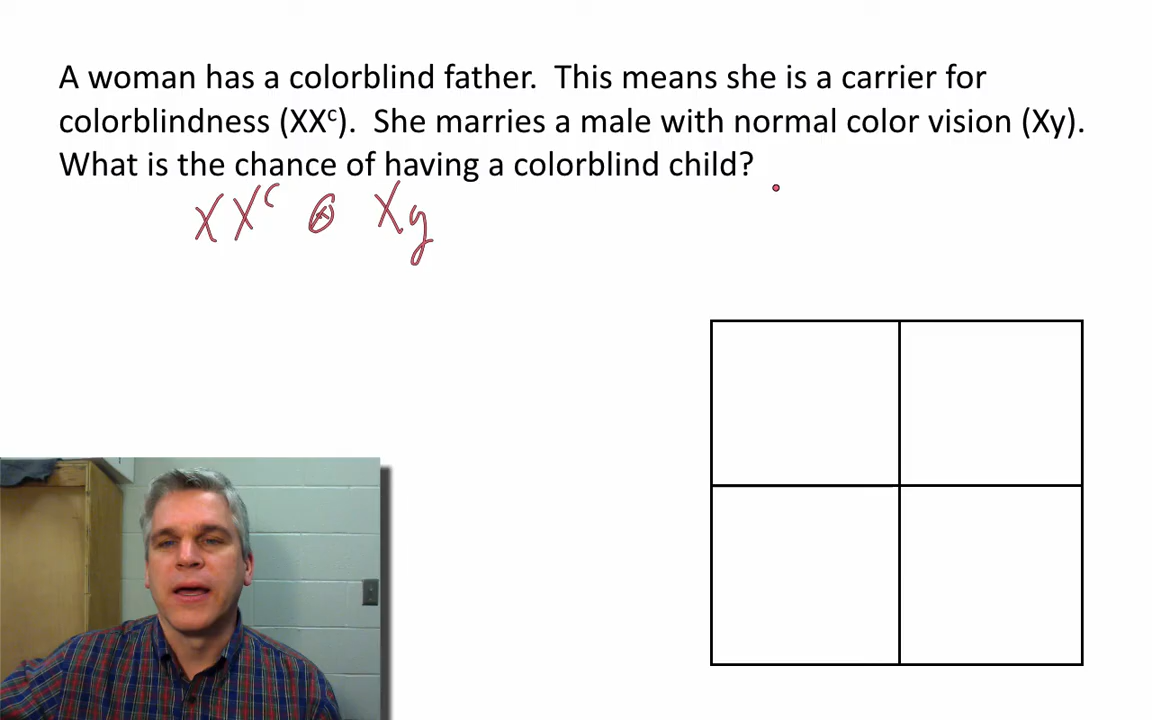 A woman has a colorblind father. This means she is a carrier for
colorblindness (XXᶜ). She marries a male with normal color vision (Xy).
What is the chance of having a colorblind child?
X Xᶜ ⊗ Xy